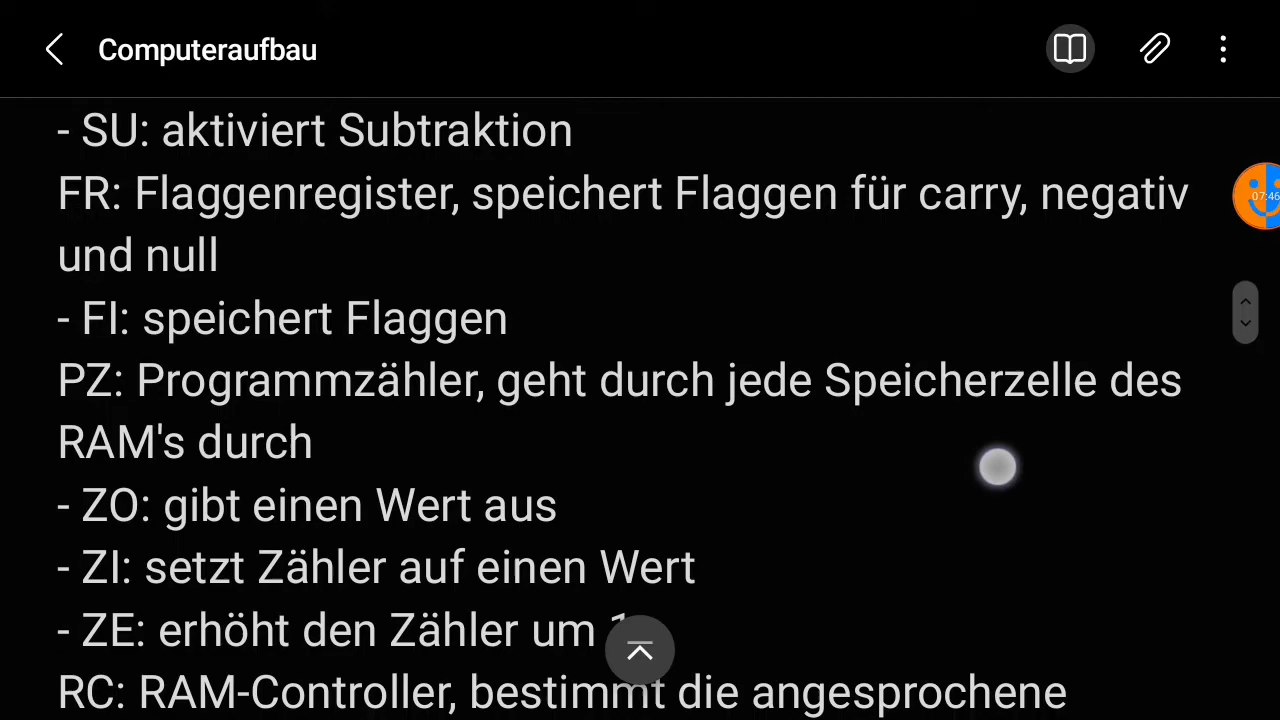 Computeraufbau
- SU: aktiviert Subtraktion
FR: Flaggenregister, speichert Flaggen für carry, negativ
und null
07:46
- FI: speichert Flaggen
PZ: Programmzähler, geht durch jede Speicherzelle des
RAM's durch
- ZO: gibt einen Wert aus
- ZI: setzt Zähler auf einen Wert
- ZE: erhöht den Zähler um
RC: RAM-Controller, bestimmt die angesprochene